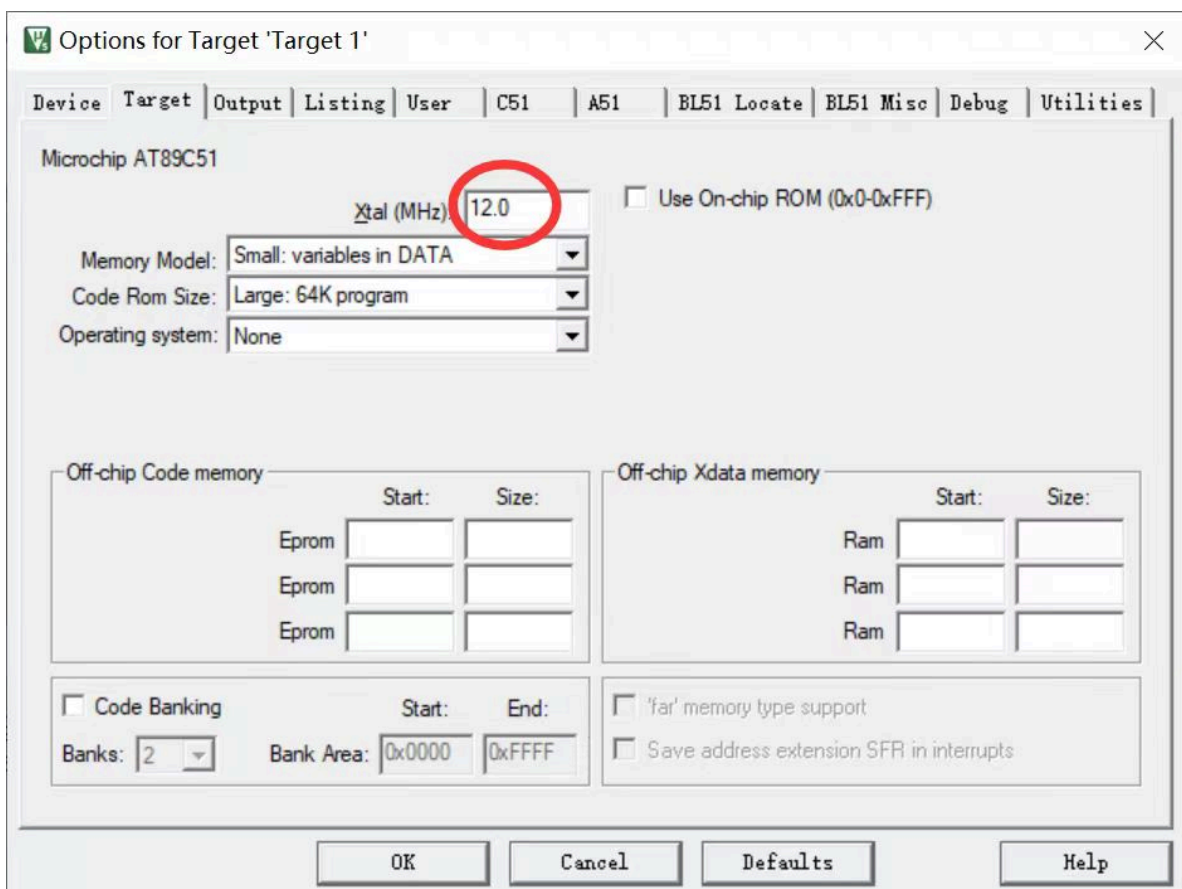 Options for Target 'Target 1'
Device Target Output Listing User C51 A51 BL51 Locate BL51 Misc Debug Utilities
Microchip AT89C51
Xtal (MHz): 12.0
Use On-chip ROM (0x0-0xFFF)
Memory Model: Small: variables in DATA
Code Rom Size: Large: 64K program
Operating system: None
Off-chip Code memory
Start: Size:
Eprom
Eprom
Eprom
Off-chip Xdata memory
Start: Size:
Ram
Ram
Ram
Code Banking Start: End:
Banks: 2 Bank Area: 0x0000 0xFFFF
'far' memory type support
Save address extension SFR in interrupts
OK Cancel Defaults Help